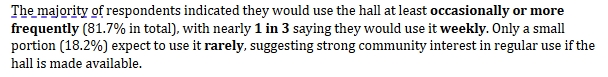 The majority of respondents indicated they would use the hall at least occasionally or more
frequently (81.7% in total), with nearly 1 in 3 saying they would use it weekly. Only a small
portion (18.2%) expect to use it rarely, suggesting strong community interest in regular use if the
hall is made available.